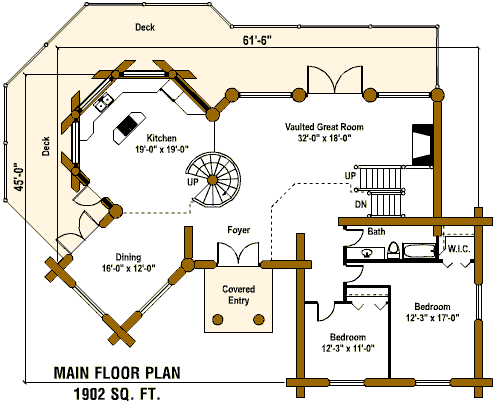 Deck
61'-6"
Vaulted Great Room
32'-0" x 18'-0"
Kitchen
19'-0" x 19'-0"
Deck
45'-0"
UP
UP
DN
Foyer
Bath
W.I.C.
Dining
16'-0" x 12'-0"
Covered
Entry
Bedroom
12'-3" x 17'-0"
Bedroom
12'-3" x 11'-0"
MAIN FLOOR PLAN
1902 SQ. FT.